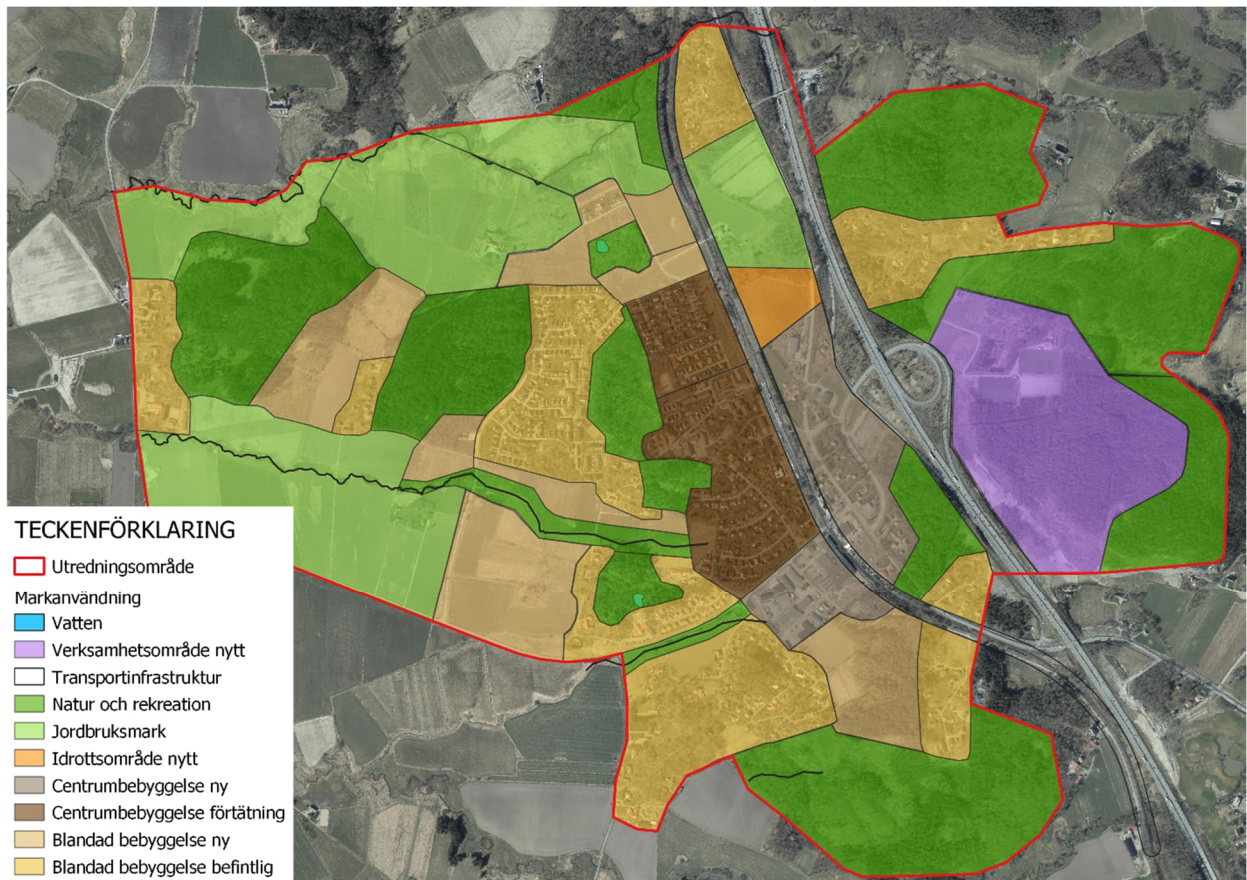 TECKENFÖRKLARING
Utredningsområde
Markanvändning
Vatten
Verksamhetsområde nytt
Transportinfrastruktur
Natur och rekreation
Jordbruksmark
Idrottsområde nytt
Centrumbebyggelse ny
Centrumbebyggelse förtätning
Blandad bebyggelse ny
Blandad bebyggelse befintlig